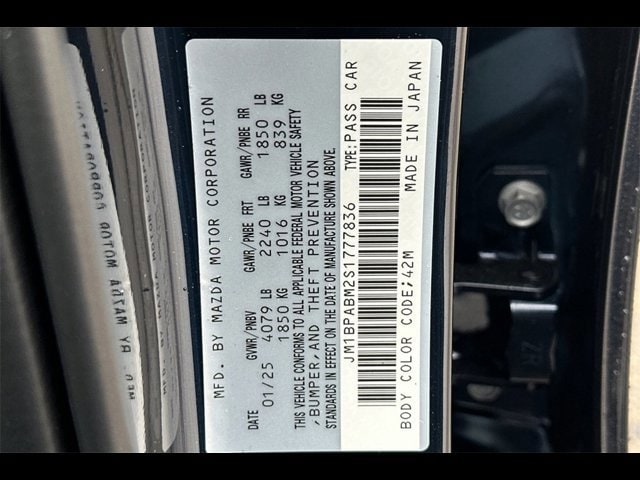 MFD. BY MAZDA MOTOR CORPORATION
DATE GVWR/PNBV GAWR/PNBE FRT GAWR/PNBE RR
01/25 4079 LB 2240 LB 1850 LB
1850 KG 1016 KG 839 KG
THIS VEHICLE CONFORMS TO ALL APPLICABLE FEDERAL MOTOR VEHICLE SAFETY
,BUMPER,AND THEFT PREVENTION
STANDARDS IN EFFECT ON THE DATE OF MANUFACTURE SHOWN ABOVE.
JM1BPABM2S1777836 TYPE:PASS CAR
BODY COLOR CODE;42M MADE IN JAPAN